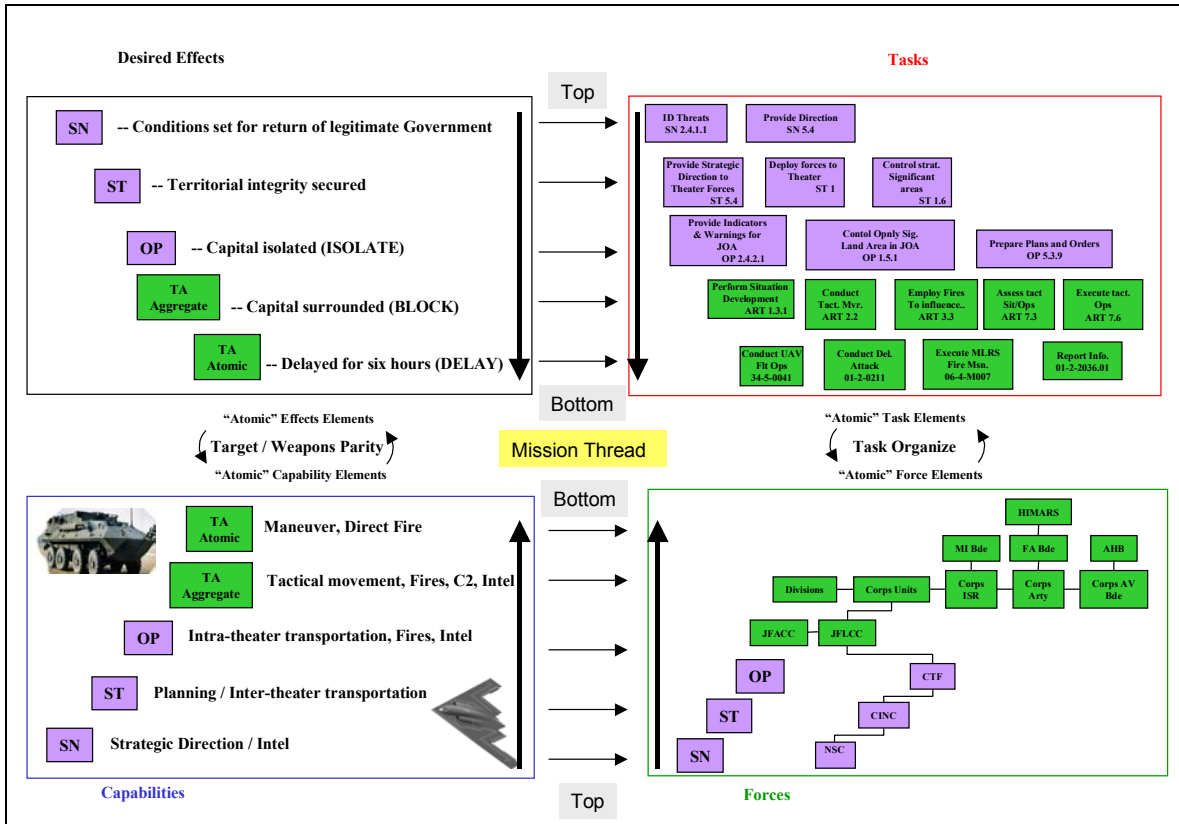 Desired Effects
Tasks
Top
SN
-- Conditions set for return of legitimate Government
ST
-- Territorial integrity secured
OP
-- Capital isolated (ISOLATE)
TA
Aggregate
-- Capital surrounded (BLOCK)
TA
Atomic
-- Delayed for six hours (DELAY)
ID Threats
SN 2.4.1.1
Provide Direction
SN 5.4
Provide Strategic
Direction to
Theater Forces
ST 5.4
Deploy forces to
Theater
ST 1
Control strat.
Significant
areas
ST 1.6
Provide Indicators
& Warnings for
JOA
OP 2.4.2.1
Contol Opnly Sig.
Land Area in JOA
OP 1.5.1
Prepare Plans and Orders
OP 5.3.9
Perform Situation
Development
ART 1.3.1
Conduct
Tact. Mvr.
ART 2.2
Employ Fires
To influence..
ART 3.3
Assess tact
Sit/Ops
ART 7.3
Execute tact.
Ops
ART 7.6
Conduct UAV
Flt Ops
34-5-0041
Conduct Del.
Attack
01-2-0211
Execute MLRS
Fire Msn.
06-4-M007
Report Info.
01-2-2036.01
Bottom
“Atomic” Effects Elements
Target / Weapons Parity
“Atomic” Capability Elements
Mission Thread
“Atomic” Task Elements
Task Organize
“Atomic” Force Elements
Bottom
TA
Atomic
Maneuver, Direct Fire
TA
Aggregate
Tactical movement, Fires, C2, Intel
OP
Intra-theater transportation, Fires, Intel
ST
Planning / Inter-theater transportation
SN
Strategic Direction / Intel
HIMARS
MI Bde
FA Bde
AHB
Divisions
Corps Units
Corps
ISR
Corps
Arty
Corps AV
Bde
JFACC
JFLCC
OP
CTF
ST
CINC
SN
NSC
Capabilities
Top
Forces